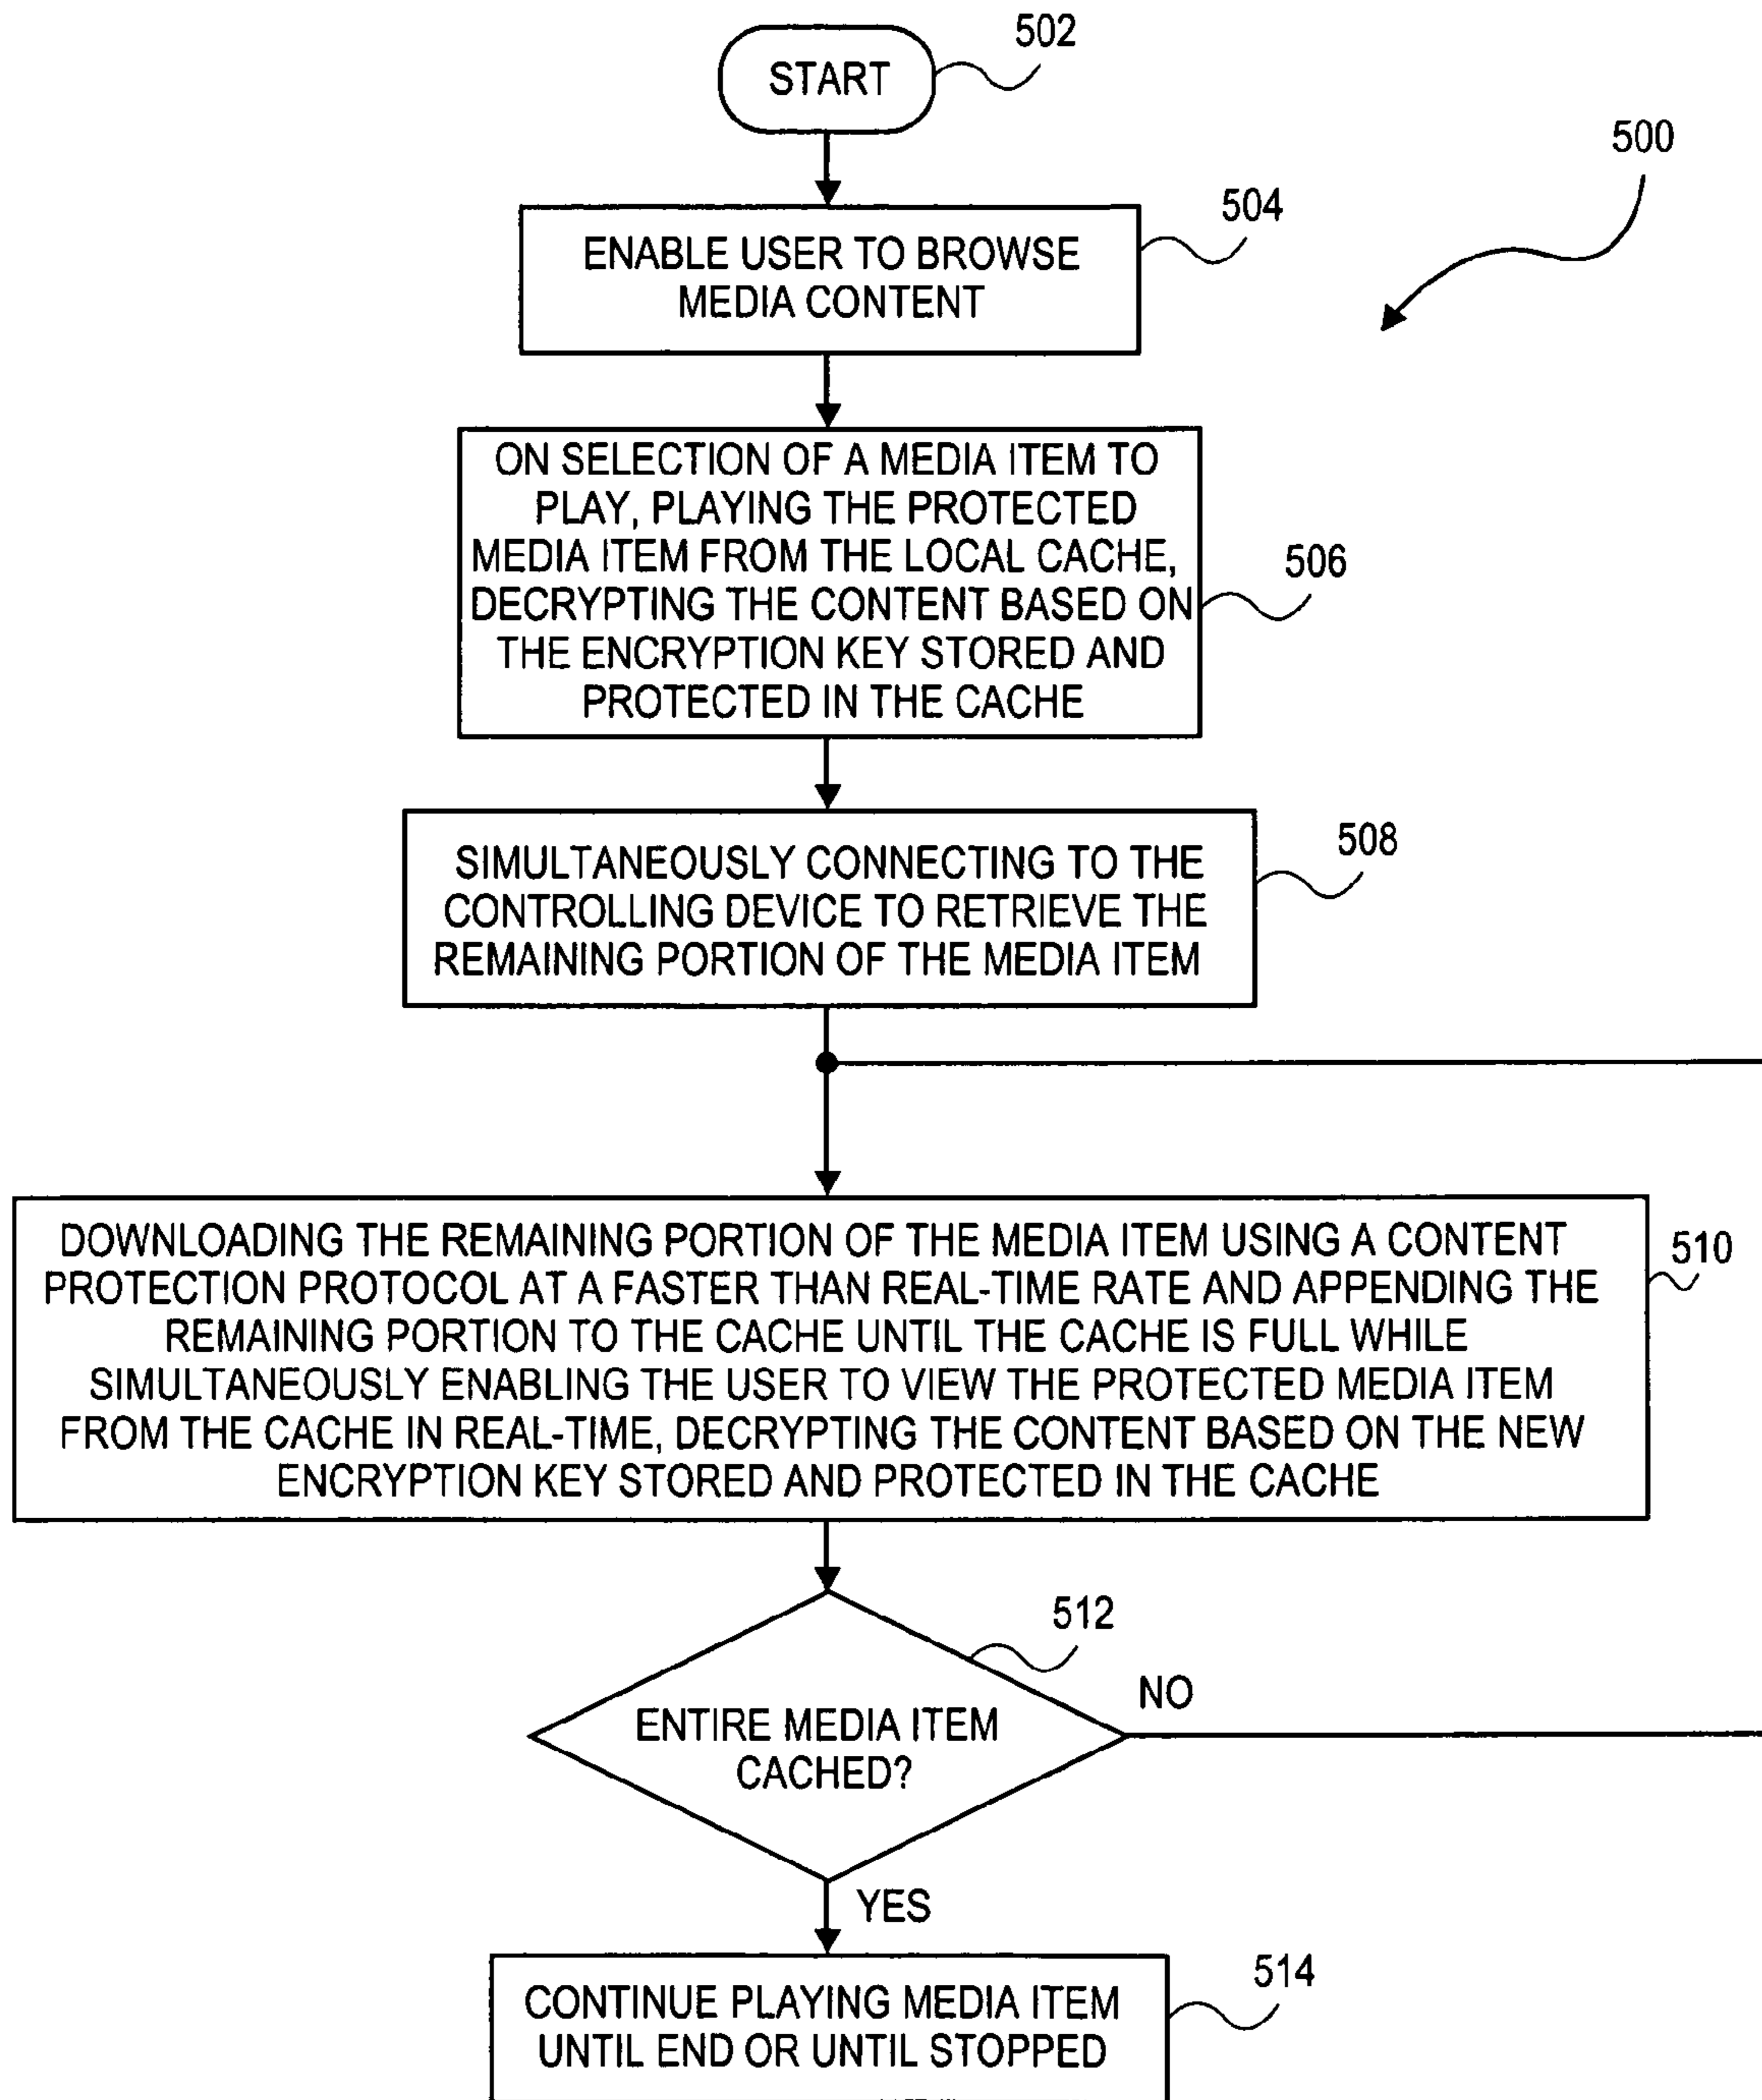 502
START
500
504
ENABLE USER TO BROWSE
MEDIA CONTENT
ON SELECTION OF A MEDIA ITEM TO
PLAY, PLAYING THE PROTECTED
MEDIA ITEM FROM THE LOCAL CACHE,
506
DECRYPTING THE CONTENT BASED ON
THE ENCRYPTION KEY STORED AND
PROTECTED IN THE CACHE
508
SIMULTANEOUSLY CONNECTING TO THE
CONTROLLING DEVICE TO RETRIEVE THE
REMAINING PORTION OF THE MEDIA ITEM
DOWNLOADING THE REMAINING PORTION OF THE MEDIA ITEM USING A CONTENT
510
PROTECTION PROTOCOL AT A FASTER THAN REAL-TIME RATE AND APPENDING THE
REMAINING PORTION TO THE CACHE UNTIL THE CACHE IS FULL WHILE
SIMULTANEOUSLY ENABLING THE USER TO VIEW THE PROTECTED MEDIA ITEM
FROM THE CACHE IN REAL-TIME, DECRYPTING THE CONTENT BASED ON THE NEW
ENCRYPTION KEY STORED AND PROTECTED IN THE CACHE
512
NO
ENTIRE MEDIA ITEM
CACHED?
YES
514
CONTINUE PLAYING MEDIA ITEM
UNTIL END OR UNTIL STOPPED